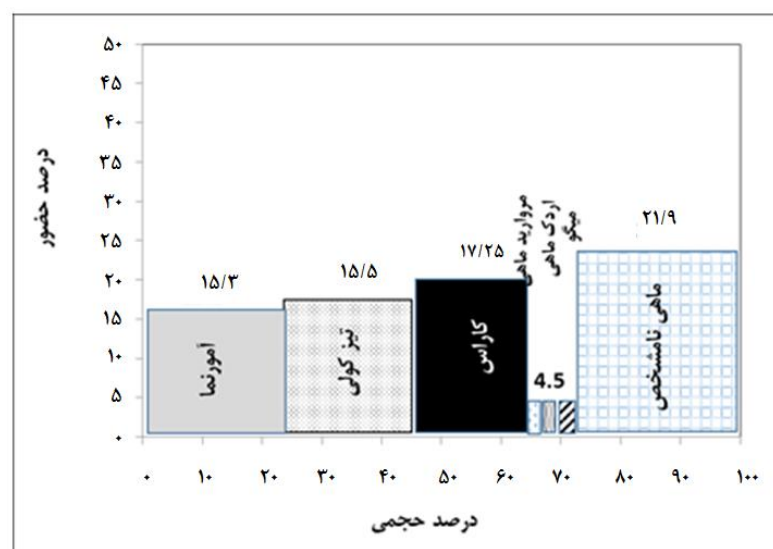 درصد حضور
۵۰
۴۵
۴۰
۳۵
۳۰
۲۵
۲۰
۱۵
۱۰
۵
۰
۱۵/۳
۱۵/۵
۱۷/۲۵
4.5
۲۱/۹
آمورنما
تیز کولی
کاراس
مروارید ماهی
اردک ماهی
میگو
ماهی نامشخص
۰ ۱۰ ۲۰ ۳۰ ۴۰ ۵۰ ۶۰ ۷۰ ۸۰ ۹۰ ۱۰۰
درصد حجمی